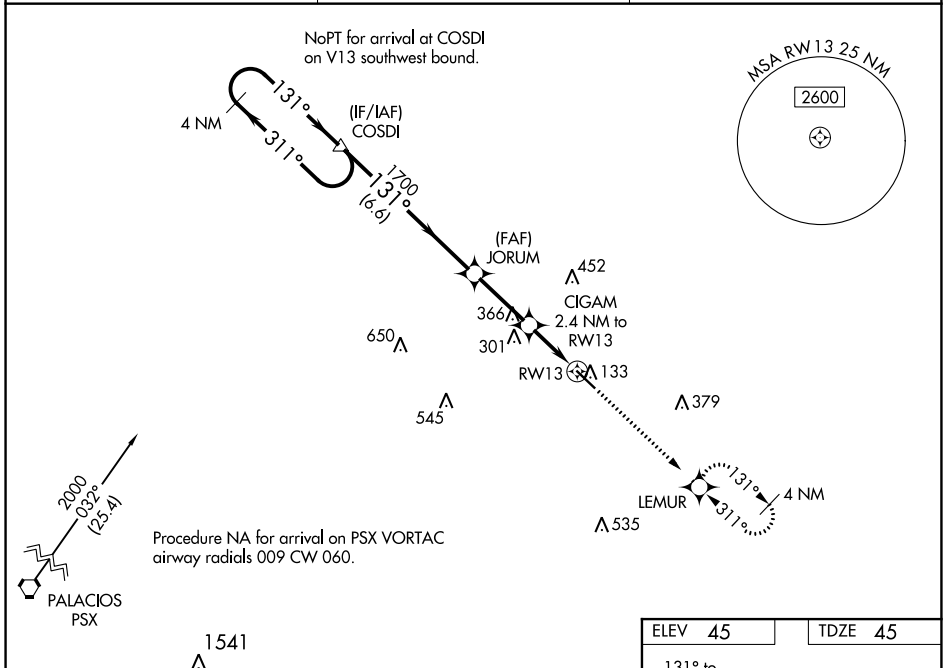 NoPT for arrival at COSDI
on V13 southwest bound.
MSA RW13 25 NM
2600
131°
4 NM
311°
(IF/IAF)
COSDI
1700
131°
(6.6)
(FAF)
JORUM
452
CIGAM
2.4 NM to
RW13
366
301
650
RW13
133
545
379
131°
4 NM
LEMUR
311°
535
2000
032°
(25.4)
Procedure NA for arrival on PSX VORTAC
airway radials 009 CW 060.
PALACIOS
PSX
1541
ELEV 45
TDZE 45
131° to